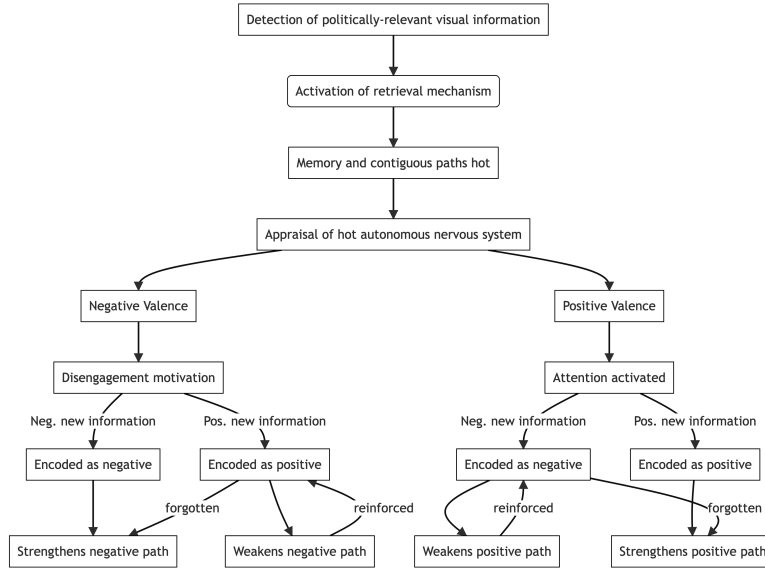 Detection of politically-relevant visual information
Activation of retrieval mechanism
Memory and contiguous paths hot
Appraisal of hot autonomous nervous system
Negative Valence
Positive Valence
Disengagement motivation
Attention activated
Neg. new information
Pos. new information
Neg. new information
Pos. new information
Encoded as negative
Encoded as positive
Encoded as negative
Encoded as positive
forgotten
reinforced
reinforced
forgotten
Strengthens negative path
Weakens negative path
Weakens positive path
Strengthens positive path